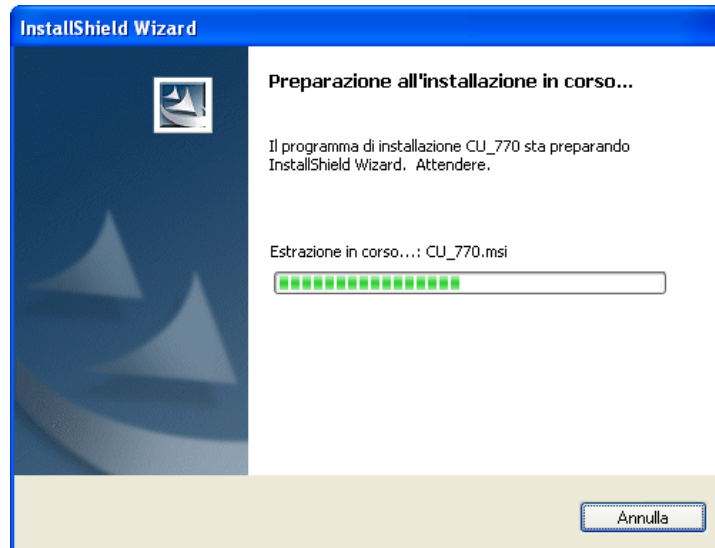 InstallShield Wizard
Preparazione all'installazione in corso...
Il programma di installazione CU_770 sta preparando
InstallShield Wizard. Attendere.
Estrazione in corso...: CU_770.msi
Annulla